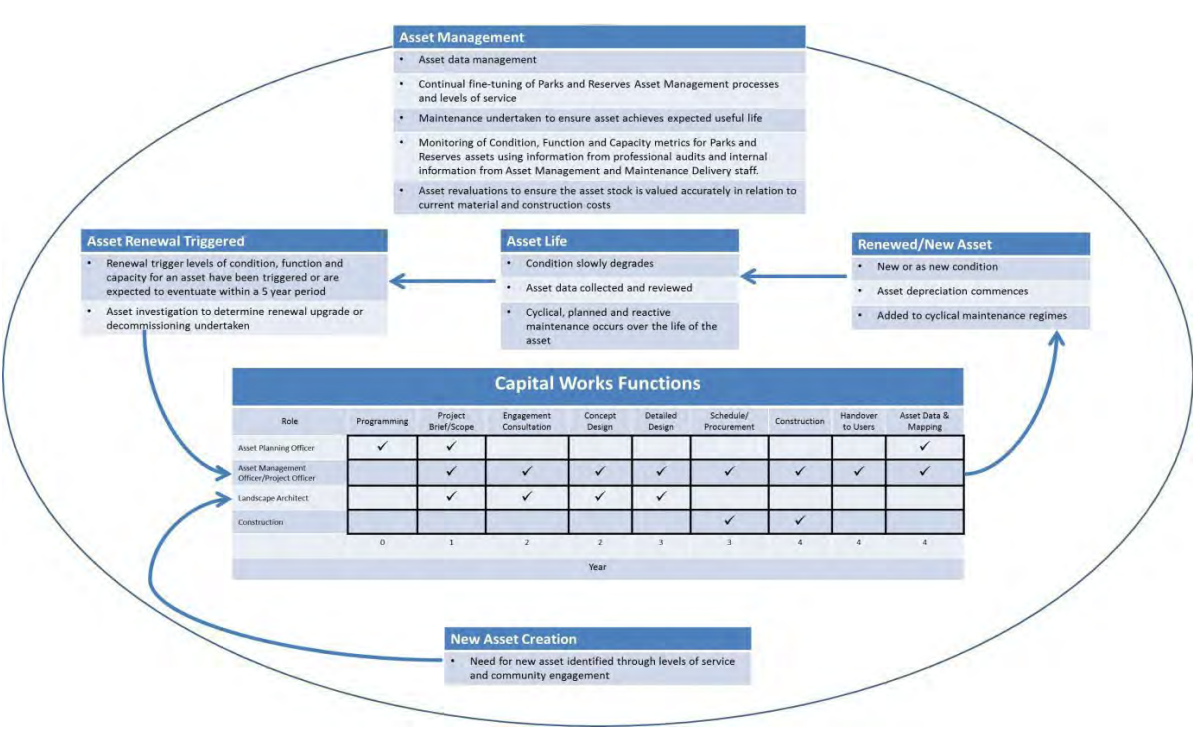 Asset Management
• Asset data management
• Continual fine-tuning of Parks and Reserves Asset Management processes
and levels of service
• Maintenance undertaken to ensure asset achieves expected useful life
• Monitoring of Condition, Function and Capacity metrics for Parks and
Reserves assets using information from professional audits and internal
information from Asset Management and Maintenance Delivery staff.
• Asset revaluations to ensure the asset stock is valued accurately in relation to
current material and construction costs
Asset Renewal Triggered
• Renewal trigger levels of condition, function and
capacity for an asset have been triggered or are
expected to eventuate within a 5 year period
• Asset investigation to determine renewal upgrade or
decommissioning undertaken
Asset Life
• Condition slowly degrades
• Asset data collected and reviewed
• Cyclical, planned and reactive
maintenance occurs over the life of the
asset
Renewed/New Asset
• New or as new condition
• Asset depreciation commences
• Added to cyclical maintenance regimes
Capital Works Functions
Role Programming Project Brief/Scope Engagement Consultation Concept Design Detailed Design Schedule/ Procurement Construction Handover to Users Asset Data & Mapping
Asset Planning Officer ✓ ✓ ✓
Asset Management
Officer/Project Officer ✓ ✓ ✓ ✓ ✓ ✓ ✓ ✓
Landscape Architect ✓ ✓ ✓ ✓
Construction ✓ ✓
0 1 2 2 3 3 4 4 4
Year
New Asset Creation
• Need for new asset identified through levels of service
and community engagement